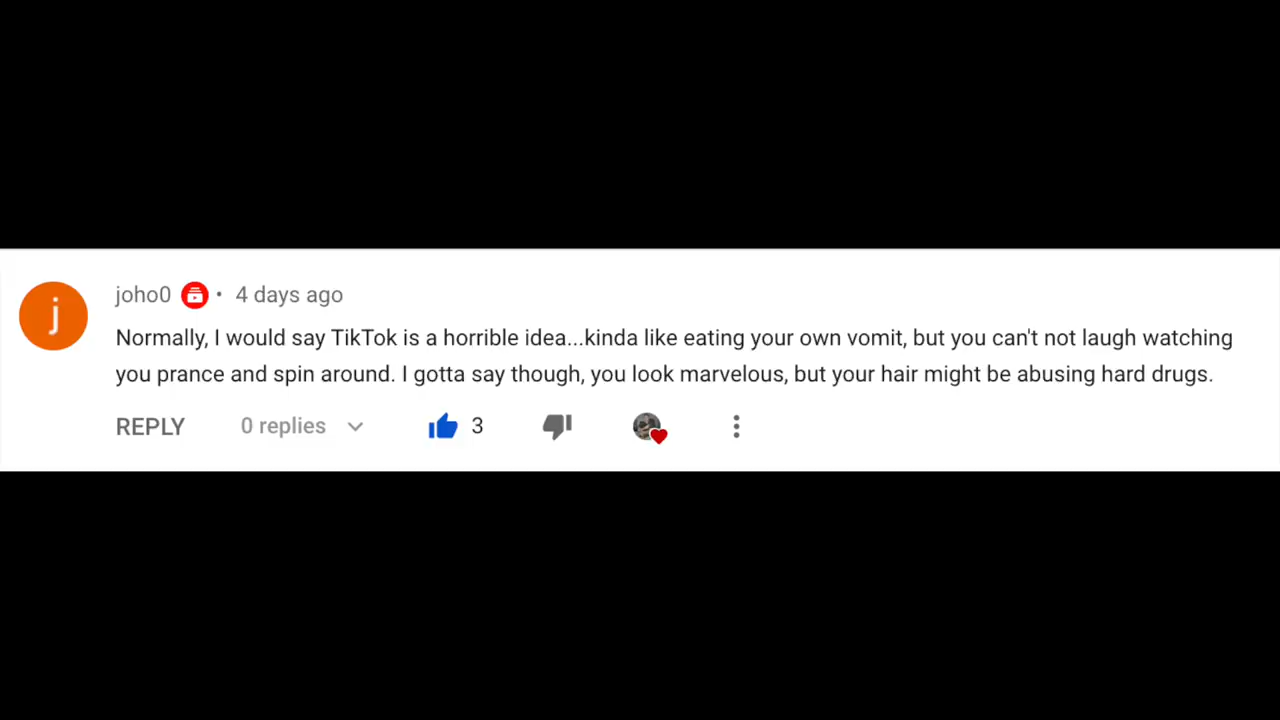 j
joho0 • 4 days ago
Normally, I would say TikTok is a horrible idea...kinda like eating your own vomit, but you can't not laugh watching
you prance and spin around. I gotta say though, you look marvelous, but your hair might be abusing hard drugs.
REPLY 0 replies 3